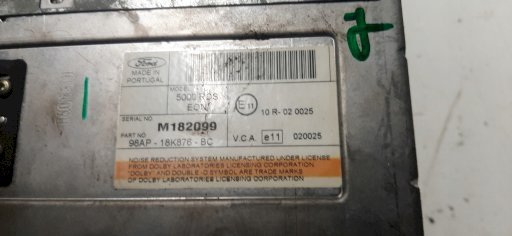 Ford
MADE IN
PORTUGAL
MODEL
5000 RDS
EON
E11
10 R - 02 0025
SERIAL NO.
M182099
PART NO
98AP - 18K876 - BC
V.C.A. e11 020025
NOISE REDUCTION SYSTEM MANUFACTURED UNDER LICENSE
FROM DOLBY LABORATORIES LICENSING CORPORATION
"DOLBY" AND DOUBLE-D SYMBOL ARE TRADE MARKS
OF DOLBY LABORATORIES LICENSING CORPORATION